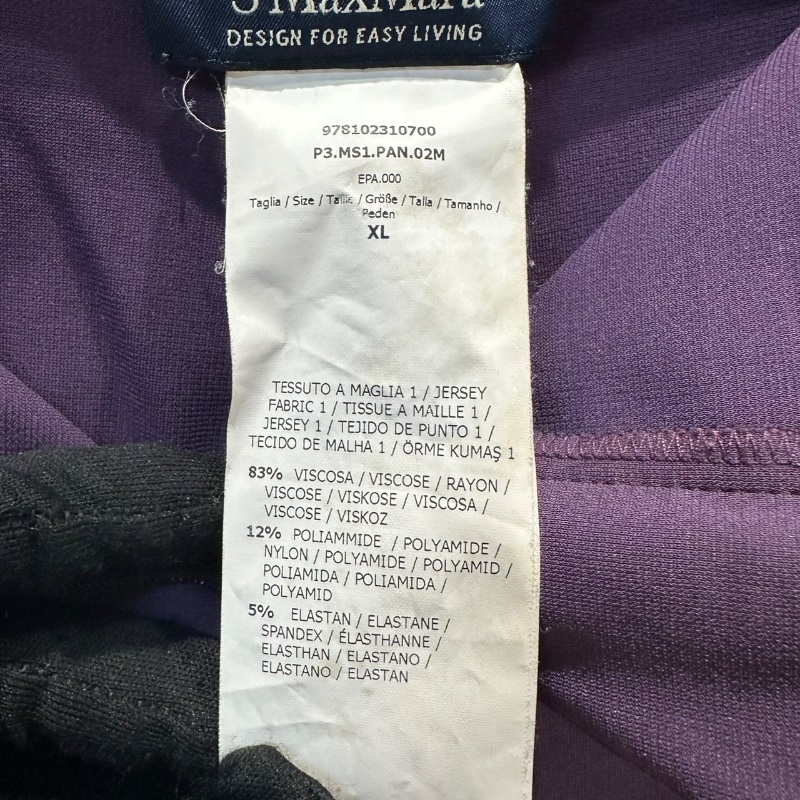 S MaxMara
DESIGN FOR EASY LIVING
978102310700
P3.MS1.PAN.02M
EPA.000
Taglia / Size / / Größe / Talla / Tamanho /
Peden
XL
TESSUTO A MAGLIA 1 / JERSEY
FABRIC 1 / TISSUE A MAILLE 1 /
JERSEY 1 / TEJIDO DE PUNTO 1 /
TECIDO DE MALHA 1 / ÖRME KUMAŞ 1
83% VISCOSA / VISCOSE / RAYON /
VISCOSE / VISKOSE / VISCOSA /
VISCOSE / VISKOZ
12% POLIAMMIDE / POLYAMIDE /
NYLON / POLYAMIDE / POLYAMID /
POLIAMIDA / POLIAMIDA /
POLYAMID
5% ELASTAN / ELASTANE /
SPANDEX / ÉLASTHANNE /
ELASTHAN / ELASTANO /
ELASTANO / ELASTAN